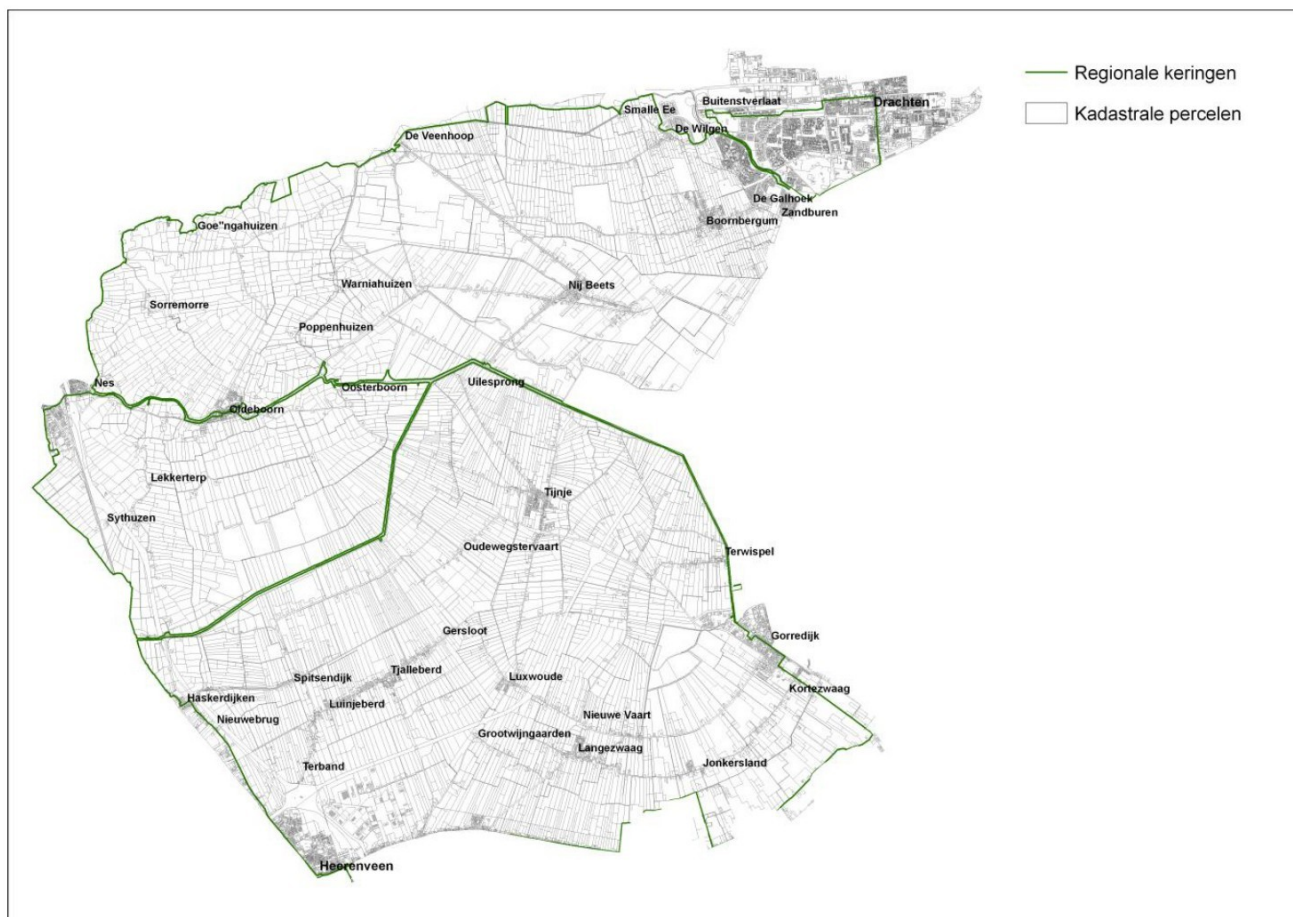 Regionale keringen
Kadastrale percelen
Drachten
Buitenstverlaat
Smalle Ee
De Wilgen
De Veenhoop
De Galhoek
Zandburen
Boornbergum
Goe"ngahuizen
Warniahuizen
Nij Beets
Sorremorre
Poppenhuizen
Nes
Oosterboorn
Uilesprong
Oldeboorn
Lekkerterp
Tijnje
Sythuzen
Oudewegstervaart
Terwispel
Gersloot
Gorredijk
Tjalleberd
Spitsendijk
Luxwoude
Kortezwaag
Haskerdijken
Luinjeberd
Nieuwebrug
Nieuwe Vaart
Grootwijngaarden
Langezwaag
Terband
Jonkersland
Heerenveen